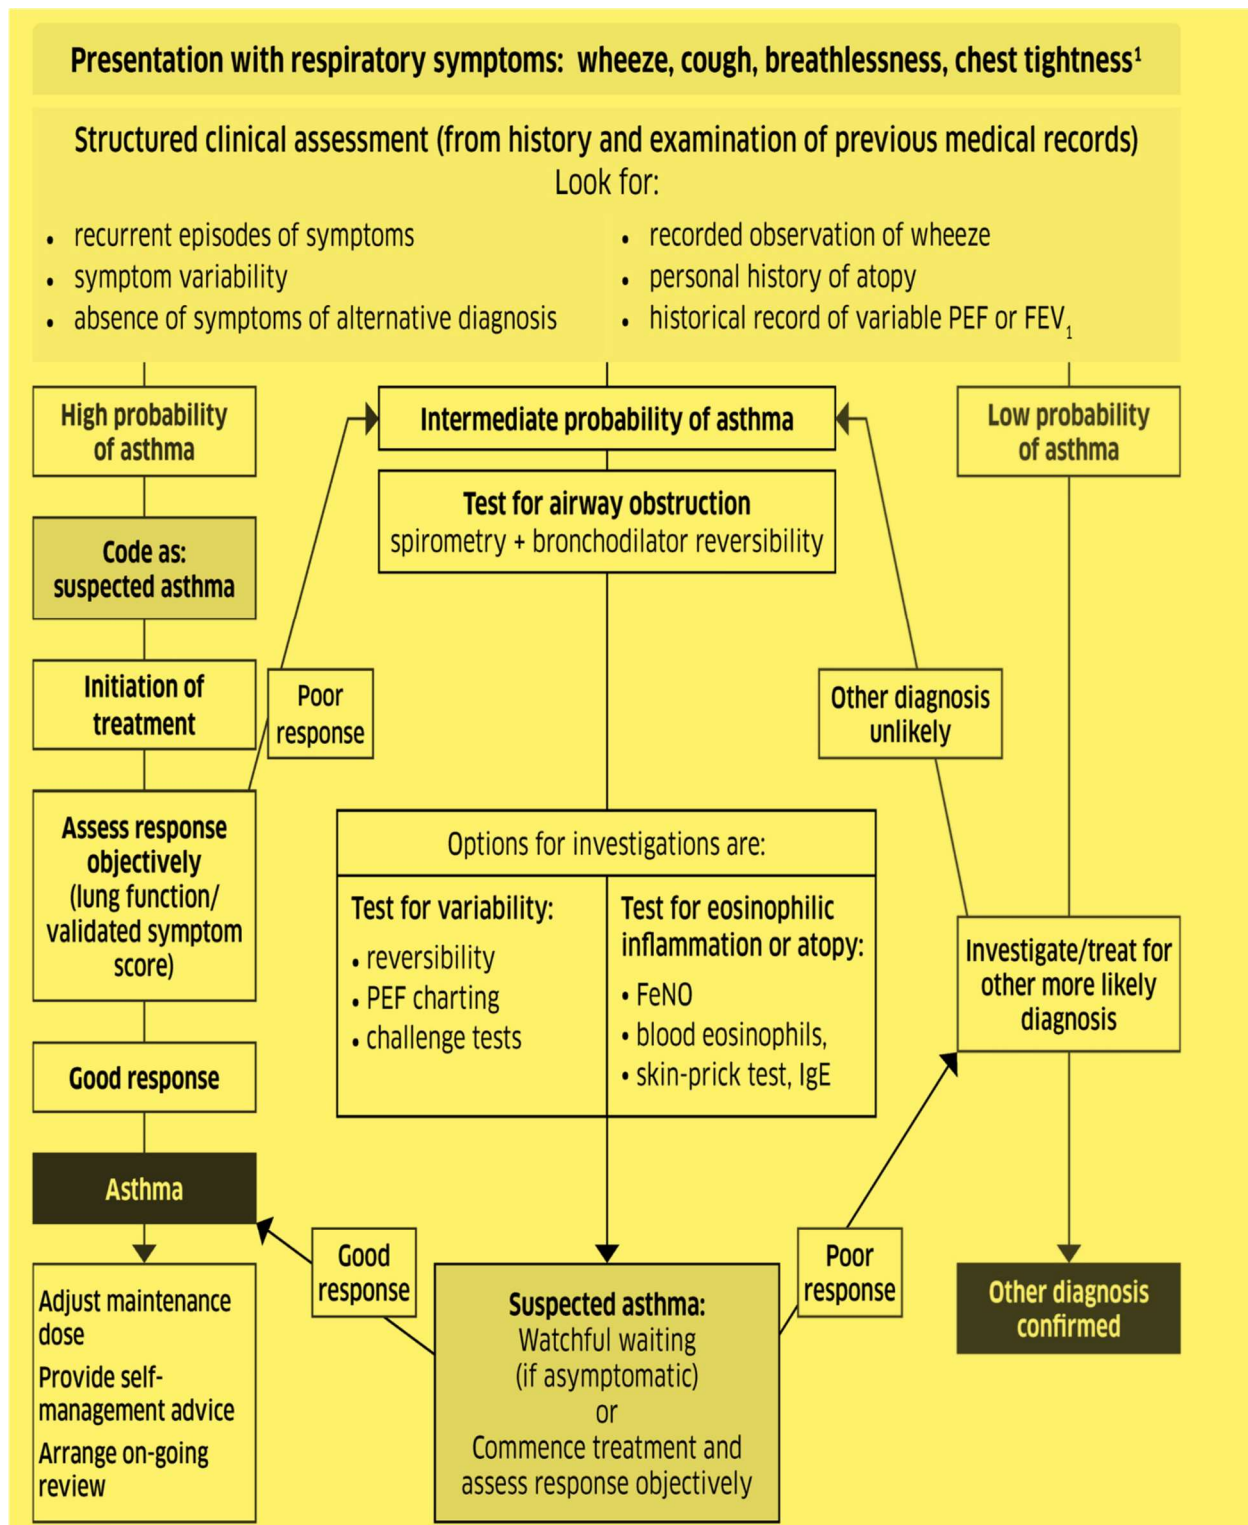 Presentation with respiratory symptoms: wheeze, cough, breathlessness, chest tightness¹
Structured clinical assessment (from history and examination of previous medical records)
Look for:
• recurrent episodes of symptoms
• symptom variability
• absence of symptoms of alternative diagnosis
• recorded observation of wheeze
• personal history of atopy
• historical record of variable PEF or FEV₁
High probability
of asthma
Code as:
suspected asthma
Initiation of
treatment
Assess response
objectively
(lung function/
validated symptom
score)
Good response
Asthma
Adjust maintenance
dose
Provide self-
management advice
Arrange on-going
review
Poor
response
Intermediate probability of asthma
Test for airway obstruction
spirometry + bronchodilator reversibility
Options for investigations are:
Test for variability:
• reversibility
• PEF charting
• challenge tests
Test for eosinophilic
inflammation or atopy:
• FeNO
• blood eosinophils,
• skin-prick test, IgE
Good
response
Suspected asthma:
Watchful waiting
(if asymptomatic)
or
Commence treatment and
assess response objectively
Poor
response
Low probability
of asthma
Other diagnosis
unlikely
Investigate/treat for
other more likely
diagnosis
Other diagnosis
confirmed